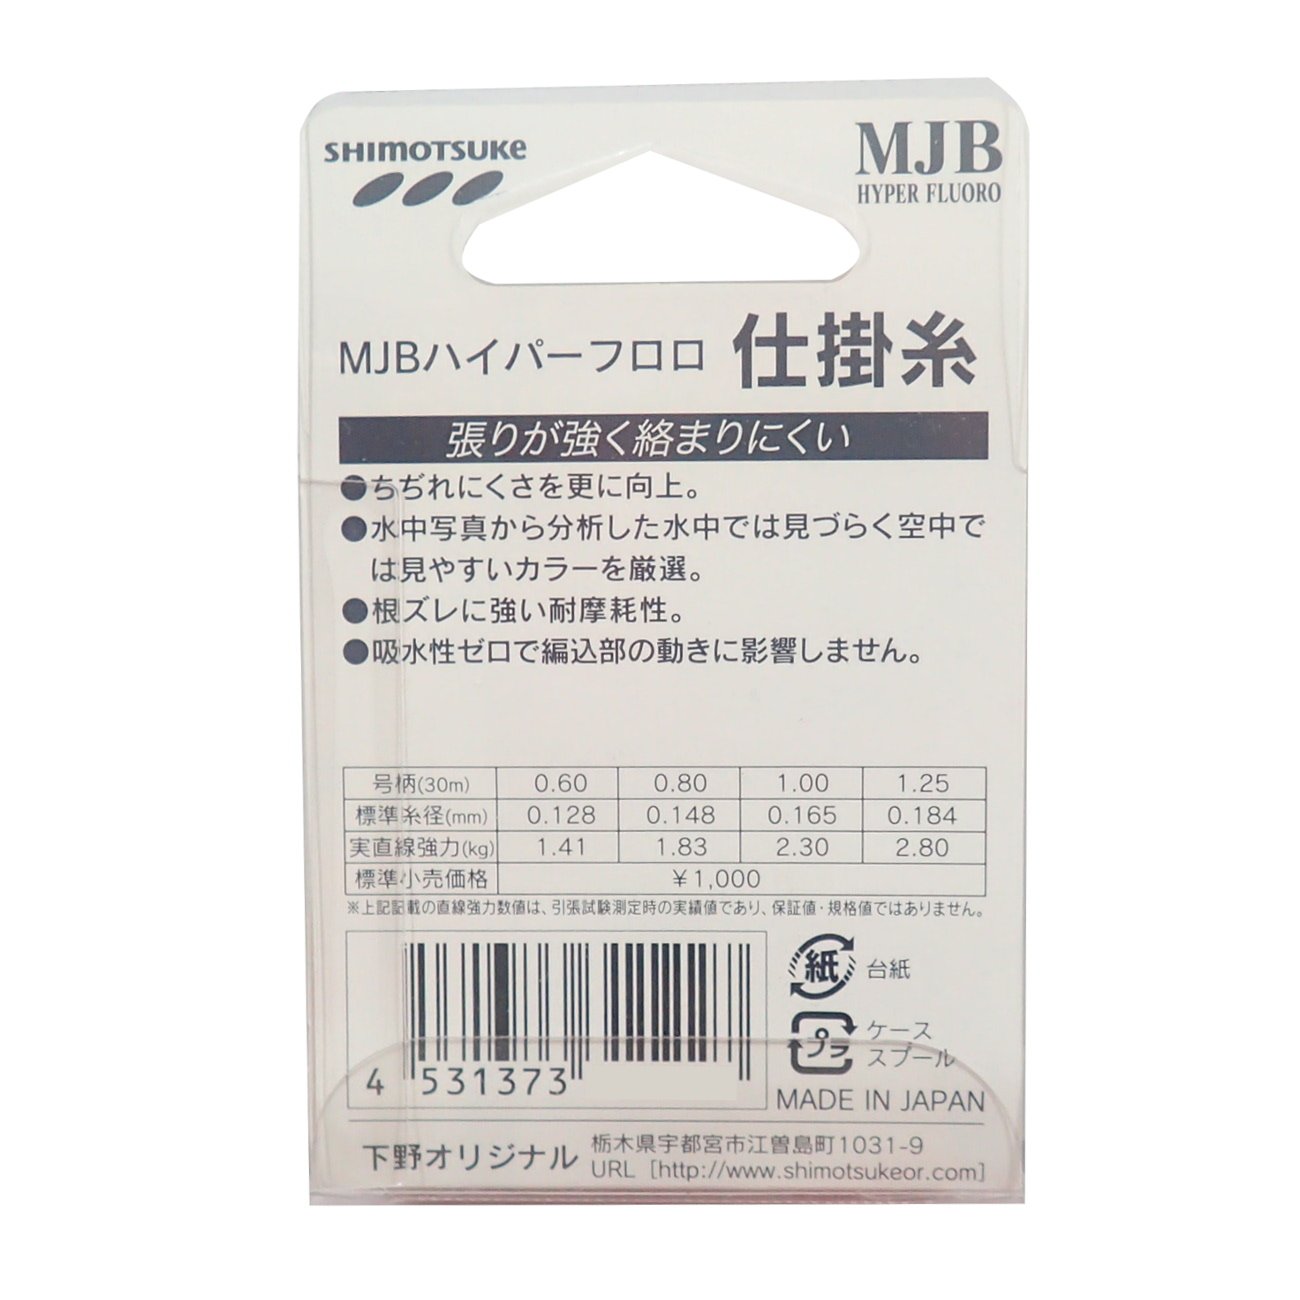 SHIMOTSUKE
MJB
HYPER FLUORO
MJBハイパーフロロ 仕掛糸
張りが強く絡まりにくい
●ちぢれにくさを更に向上。
●水中写真から分析した水中では見づらく空中で
は見やすいカラーを厳選。
●根ズレに強い耐摩耗性。
●吸水性ゼロで編込部の動きに影響しません。
号柄(30m) 0.60 0.80 1.00 1.25
標準糸径(mm) 0.128 0.148 0.165 0.184
実直線強力(kg) 1.41 1.83 2.30 2.80
標準小売価格 ¥1,000
※上記記載の直線強力数値は、引張試験測定時の実績値であり、保証値・規格値ではありません。
紙 台紙
プラ ケース
スプール
4 531373
MADE IN JAPAN
下野オリジナル 栃木県宇都宮市江曽島町1031-9
URL [http://www.shimotsukeor.com]